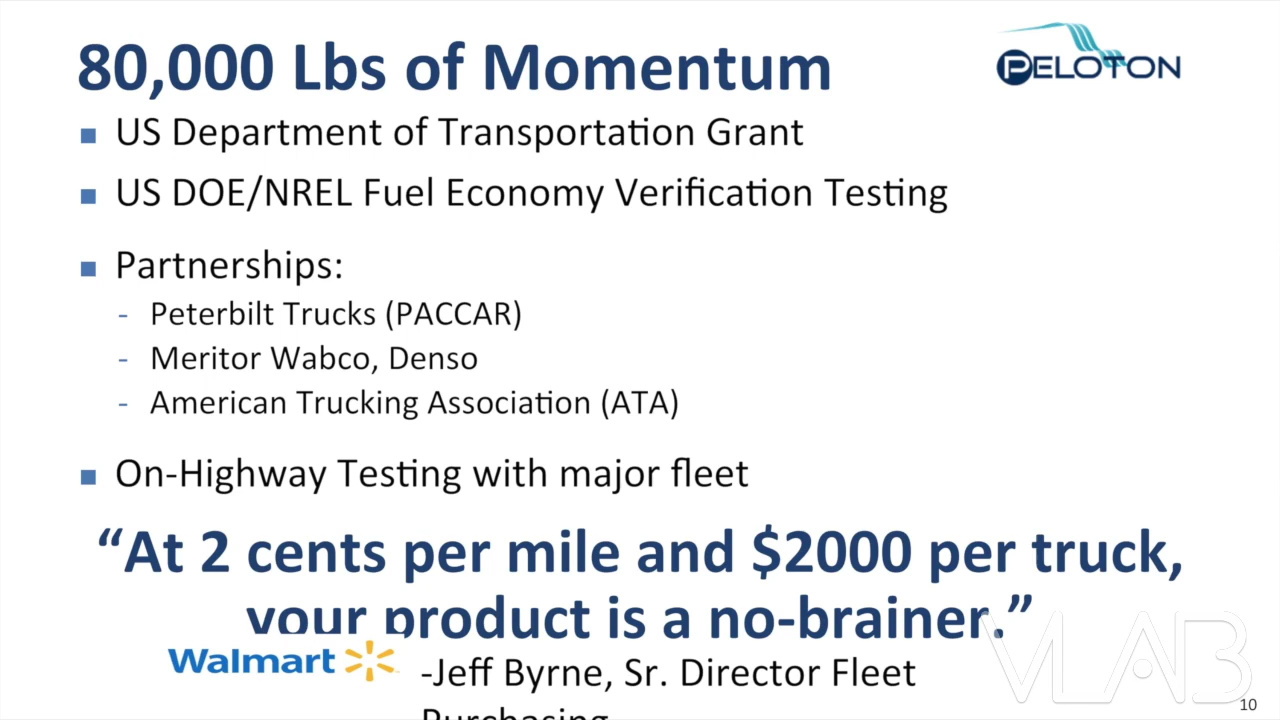 80,000 Lbs of Momentum
PELOTON
US Department of Transportation Grant
US DOE/NREL Fuel Economy Verification Testing
Partnerships:
- Peterbilt Trucks (PACCAR)
- Meritor Wabco, Denso
- American Trucking Association (ATA)
On-Highway Testing with major fleet
“At 2 cents per mile and $2000 per truck,
your product is a no-brainer.”
Walmart
-Jeff Byrne, Sr. Director Fleet
Purchasing
VLAB
10